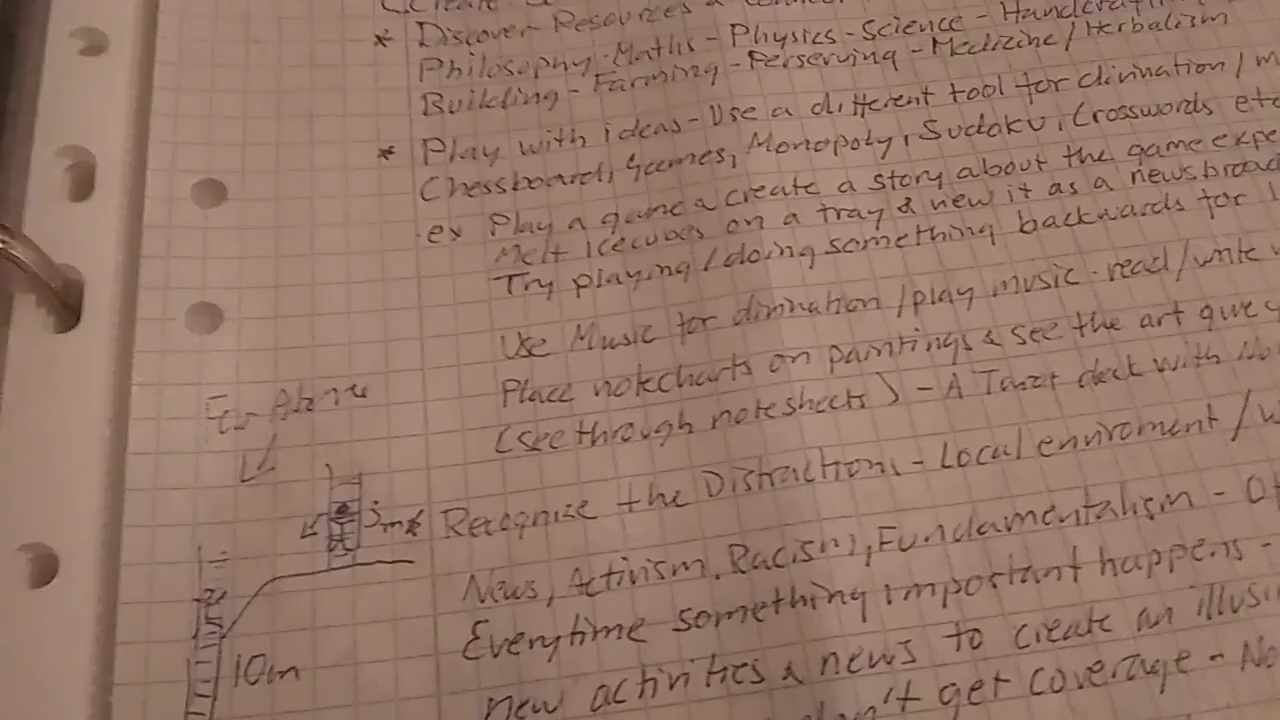 * Discover Resources
Philosophy - Maths - Physics - Science -
Building - Farming - Perserving - Medizine / Herbalism
* Play with ideas - Use a different tool for divination /
Chessboard, Games, Monopoly, Sudoku, Crosswords etc
ex Play a game & create a story about the game
Melt icecubes on a tray & view it as a
Try playing / doing something backwards for
Use Music for divination / play music - read / write
Place notecharts on paintings & see the art give
(see through notesheets) - A Tarot deck with
Recognise the Distractions - Local enviroment /
News, Activism, Racism, Fundamentalism -
Everytime something important happens -
new activities & news to create an
get coverage - No
10m